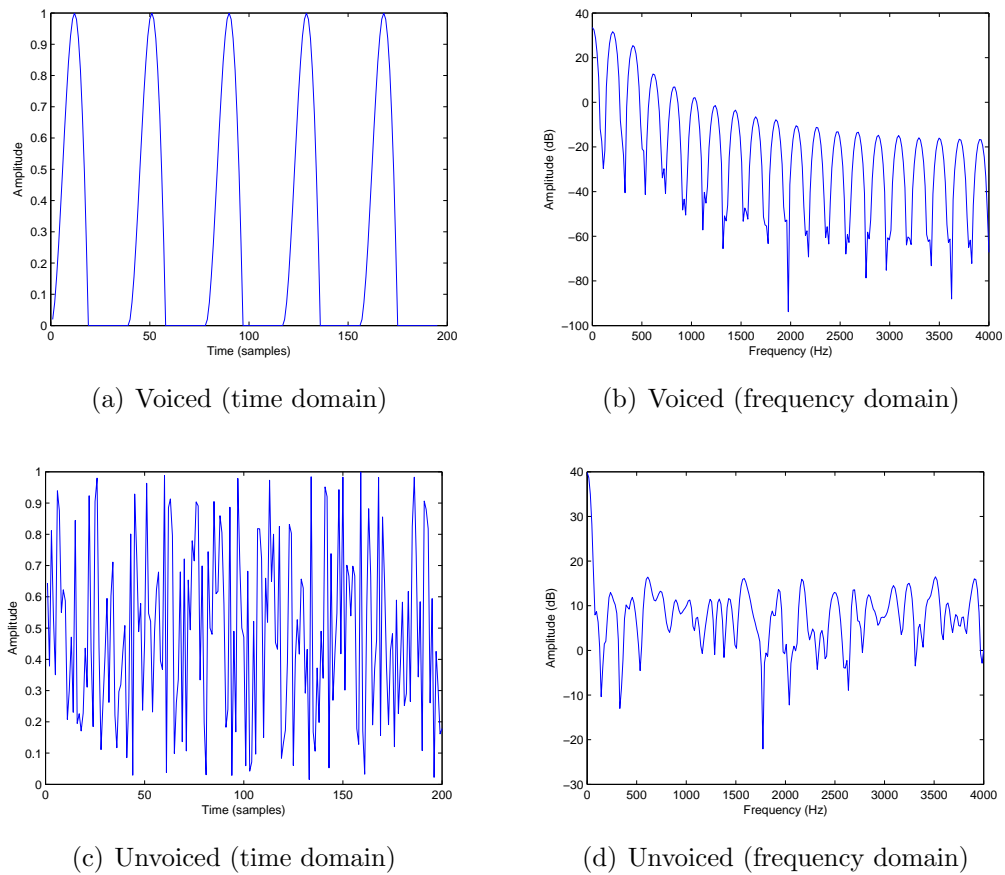 1
0.9
0.8
0.7
0.6
0.5
0.4
0.3
0.2
0.1
0
Amplitude
0 50 100 150 200
Time (samples)
(a) Voiced (time domain)
40
20
0
−20
−40
−60
−80
−100
Amplitude (dB)
0 500 1000 1500 2000 2500 3000 3500 4000
Frequency (Hz)
(b) Voiced (frequency domain)
1
0.9
0.8
0.7
0.6
0.5
0.4
0.3
0.2
0.1
0
Amplitude
0 50 100 150 200
Time (samples)
(c) Unvoiced (time domain)
40
30
20
10
0
−10
−20
−30
Amplitude (dB)
0 500 1000 1500 2000 2500 3000 3500 4000
Frequency (Hz)
(d) Unvoiced (frequency domain)